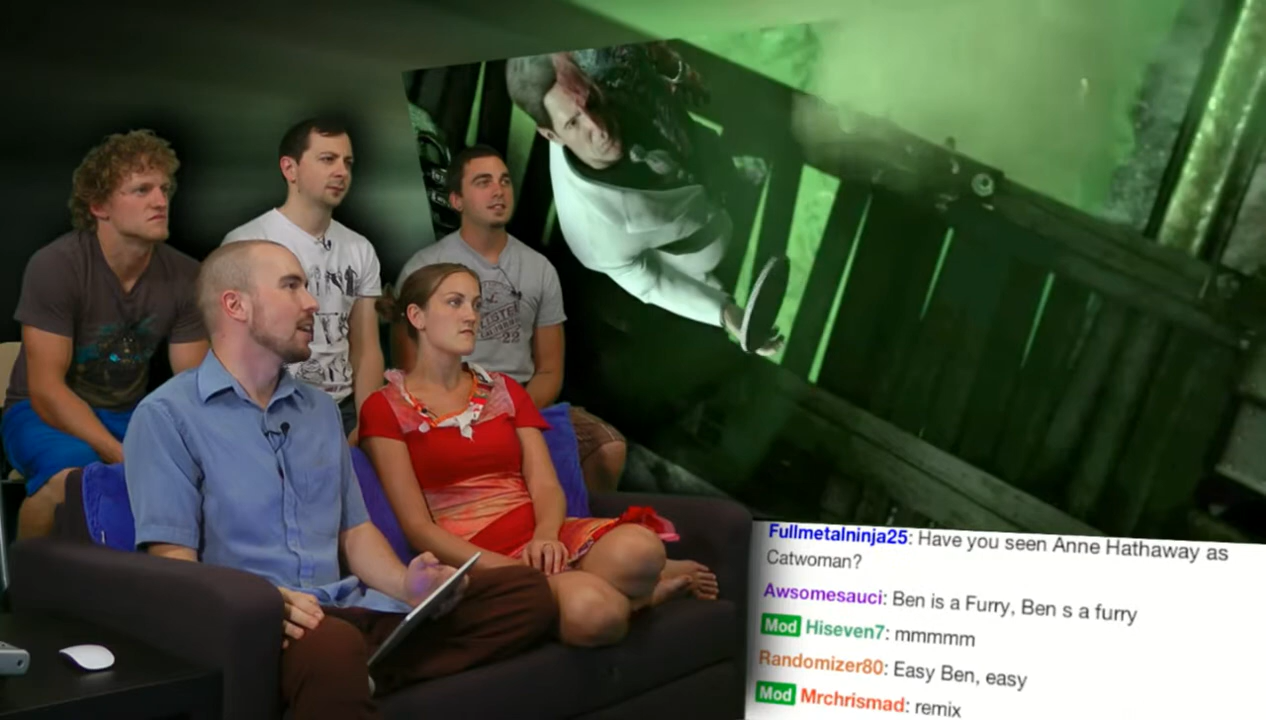 Fullmetalninja25: Have you seen Anne Hathaway as
Catwoman?
Awsomesauci: Ben is a Furry, Ben s a furry
Mod Hiseven7: mmmmm
Randomizer80: Easy Ben, easy
Mod Mrchrismad: remix
22